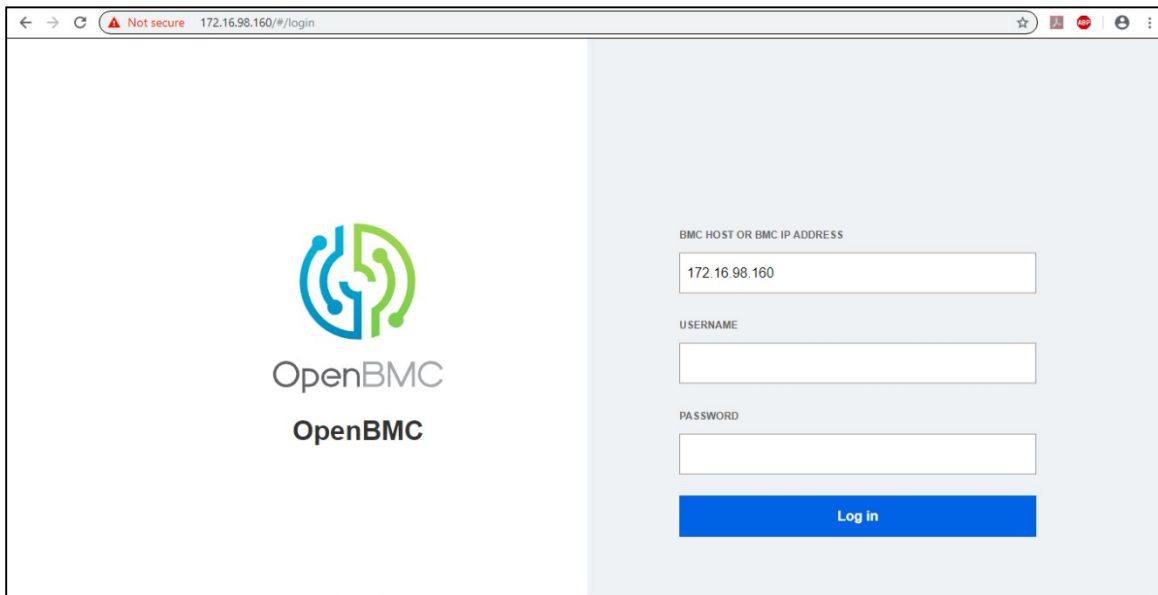 Not secure 172.16.98.160/#/login
ABP
BMC HOST OR BMC IP ADDRESS
172.16.98.160
USERNAME
PASSWORD
Log in
OpenBMC
OpenBMC